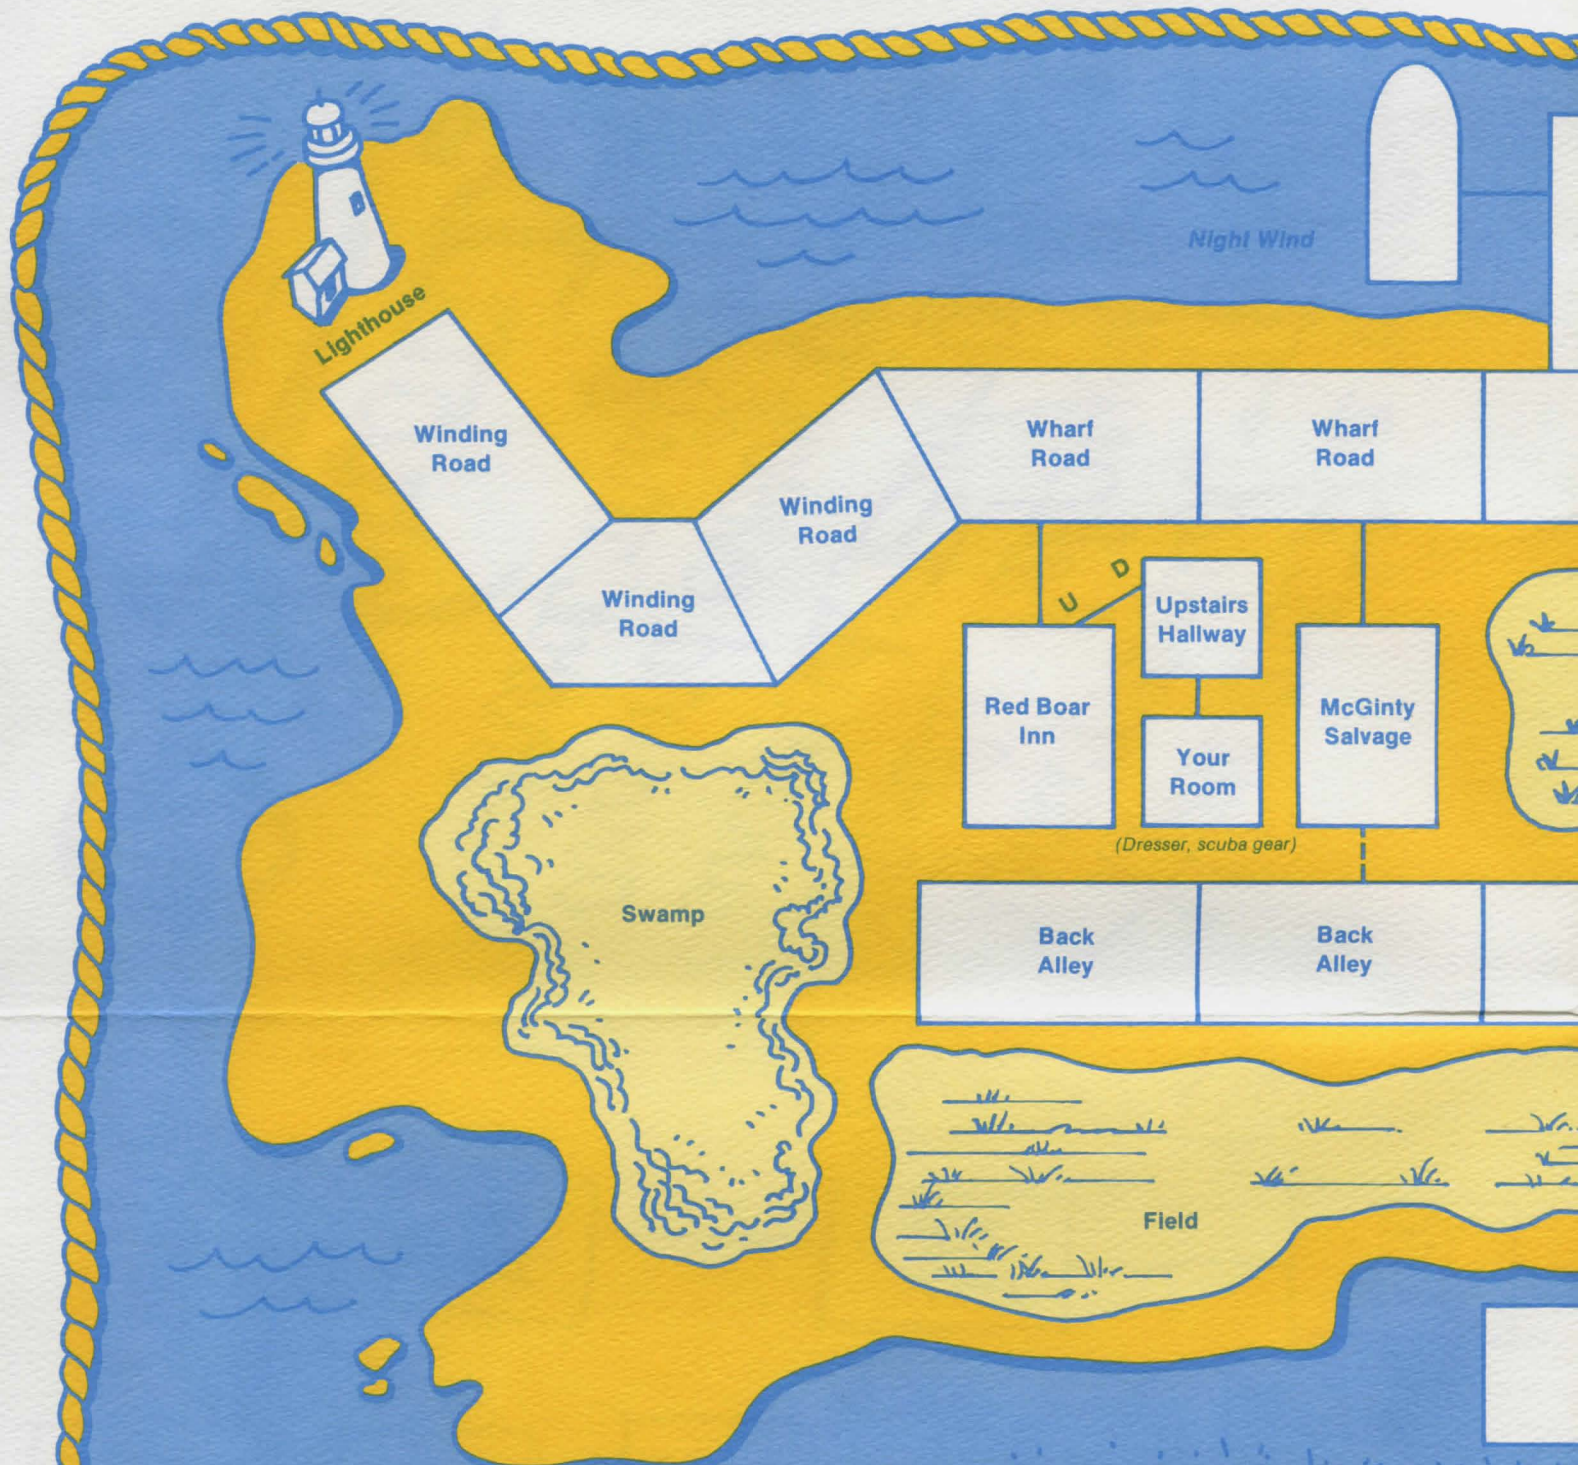 Night Wind
Lighthouse
Winding
Road
Wharf
Road
Wharf
Road
Winding
Road
Winding
Road
U
D
Upstairs
Hallway
Red Boar
Inn
McGinty
Salvage
Your
Room
(Dresser, scuba gear)
Swamp
Back
Alley
Back
Alley
Field